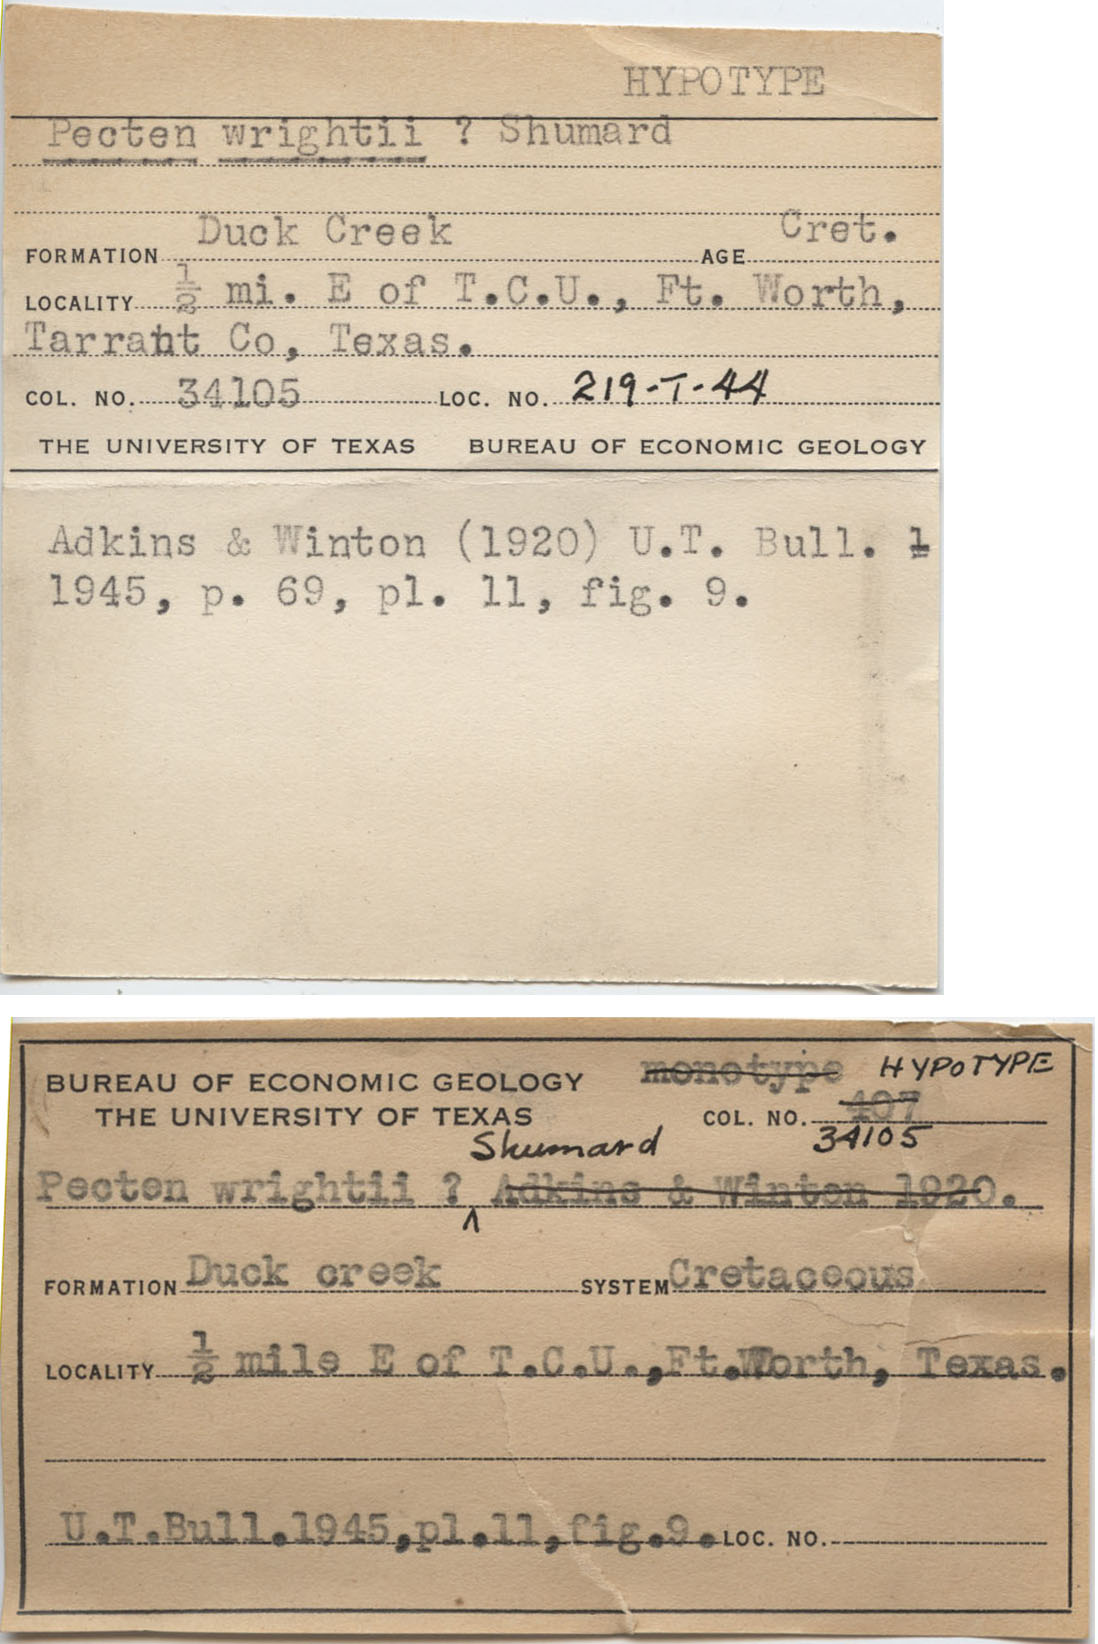 HYPOTYPE
Pecten wrightii ? Shumard
FORMATION Duck Creek AGE Cret.
LOCALITY ½ mi. E of T.C.U., Ft. Worth,
Tarrant Co, Texas.
COL. NO. 34105 LOC. NO. 219-T-44
THE UNIVERSITY OF TEXAS BUREAU OF ECONOMIC GEOLOGY
Adkins & Winton (1920) U.T. Bull. 1
1945, p. 69, pl. 11, fig. 9.
monotype HYPOTYPE
BUREAU OF ECONOMIC GEOLOGY
THE UNIVERSITY OF TEXAS COL. NO. 407
34105
Shumard
Pecten wrightii ? Adkins & Winton 1920.
FORMATION Duck creek SYSTEM Cretaceous
LOCALITY ½ mile E of T.C.U.,Ft.Worth, Texas.
U.T.Bull.1945,pl.11,fig.9. LOC. NO.